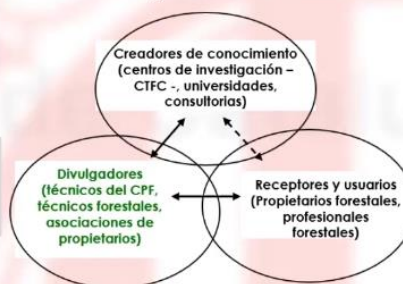 Creadores de conocimiento
(centros de investigación –
CTFC -, universidades,
consultorias)
Divulgadores
(técnicos del CPF,
técnicos forestales,
asociaciones de
propietarios)
Receptores y usuarios
(Propietarios forestales,
profesionales
forestales)